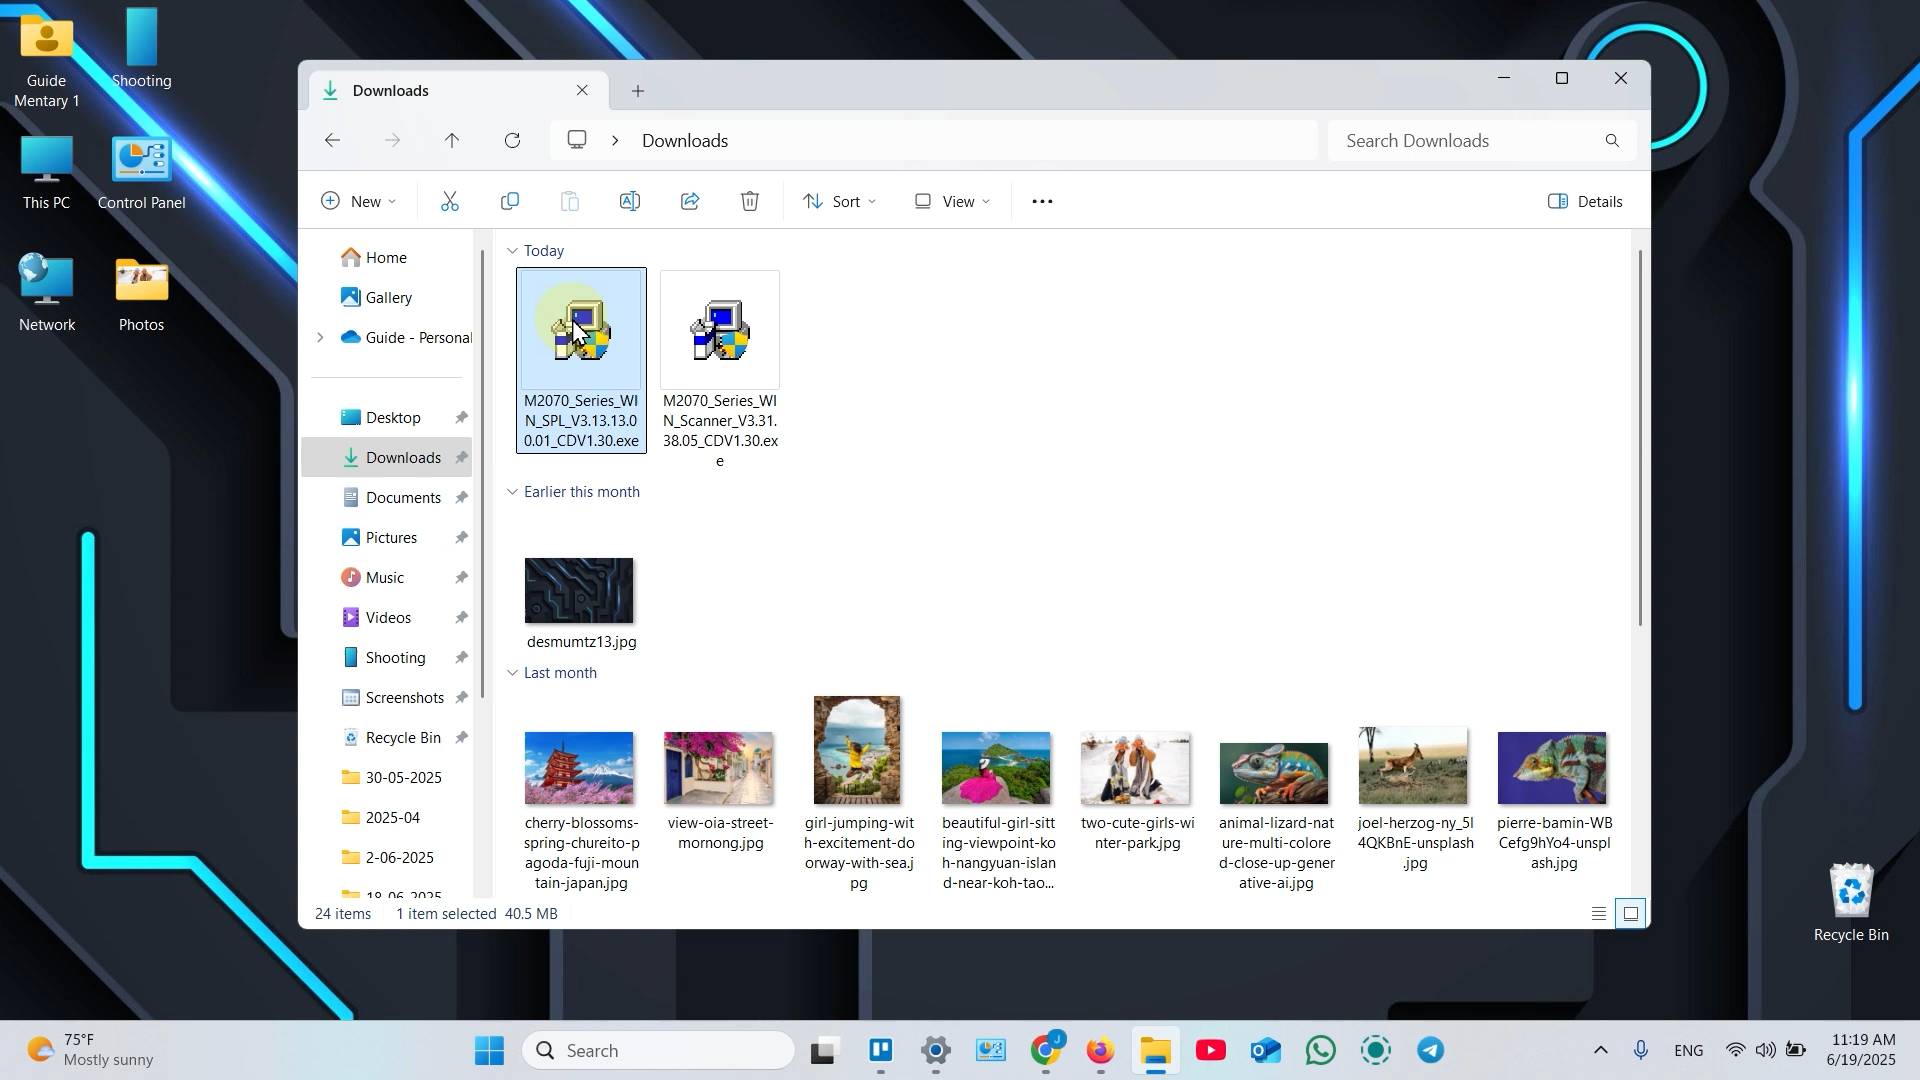 Guide
Mentary 1
Shooting
This PC
Control Panel
Network
Photos
Downloads
Downloads
Search Downloads
New
Sort
View
Details
Home
Gallery
Guide - Personal
Desktop
Downloads
Documents
Pictures
Music
Videos
Shooting
Screenshots
Recycle Bin
30-05-2025
2025-04
2-06-2025
18-06-2025
Today
M2070_Series_WI
N_SPL_V3.13.13.0
0.01_CDV1.30.exe
M2070_Series_WI
N_Scanner_V3.31.
38.05_CDV1.30.ex
e
Earlier this month
desmumtz13.jpg
Last month
cherry-blossoms-
spring-chureito-p
agoda-fuji-moun
tain-japan.jpg
view-oia-street-
mornong.jpg
girl-jumping-wit
h-excitement-do
orway-with-sea.j
pg
beautiful-girl-sitt
ing-viewpoint-ko
h-nangyuan-islan
d-near-koh-tao...
two-cute-girls-wi
nter-park.jpg
animal-lizard-nat
ure-multi-colore
d-close-up-gener
ative-ai.jpg
joel-herzog-ny_5l
4QKBnE-unsplash
.jpg
pierre-bamin-WB
Cefg9hYo4-unspl
ash.jpg
24 items
1 item selected 40.5 MB
Recycle Bin
75°F
Mostly sunny
Search
J
ENG
11:19 AM
6/19/2025